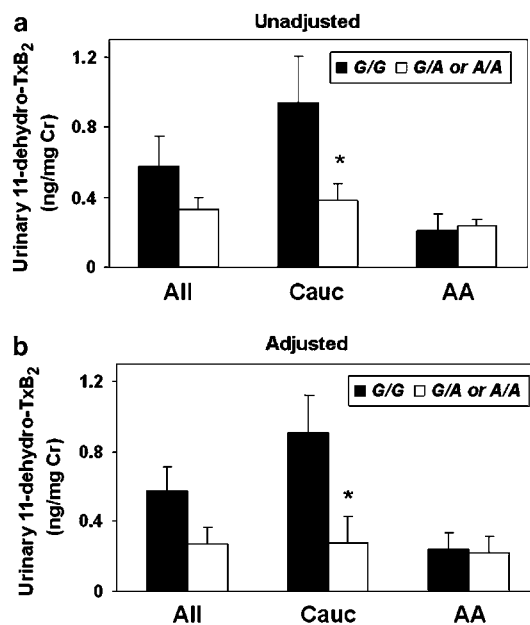 a
Unadjusted
Urinary 11-dehydro-TxB2
(ng/mg Cr)
1.2
0.8
0.4
0
G/G G/A or A/A
*
All Cauc AA
b
Adjusted
Urinary 11-dehydro-TxB2
(ng/mg Cr)
1.2
0.8
0.4
0
G/G G/A or A/A
*
All Cauc AA